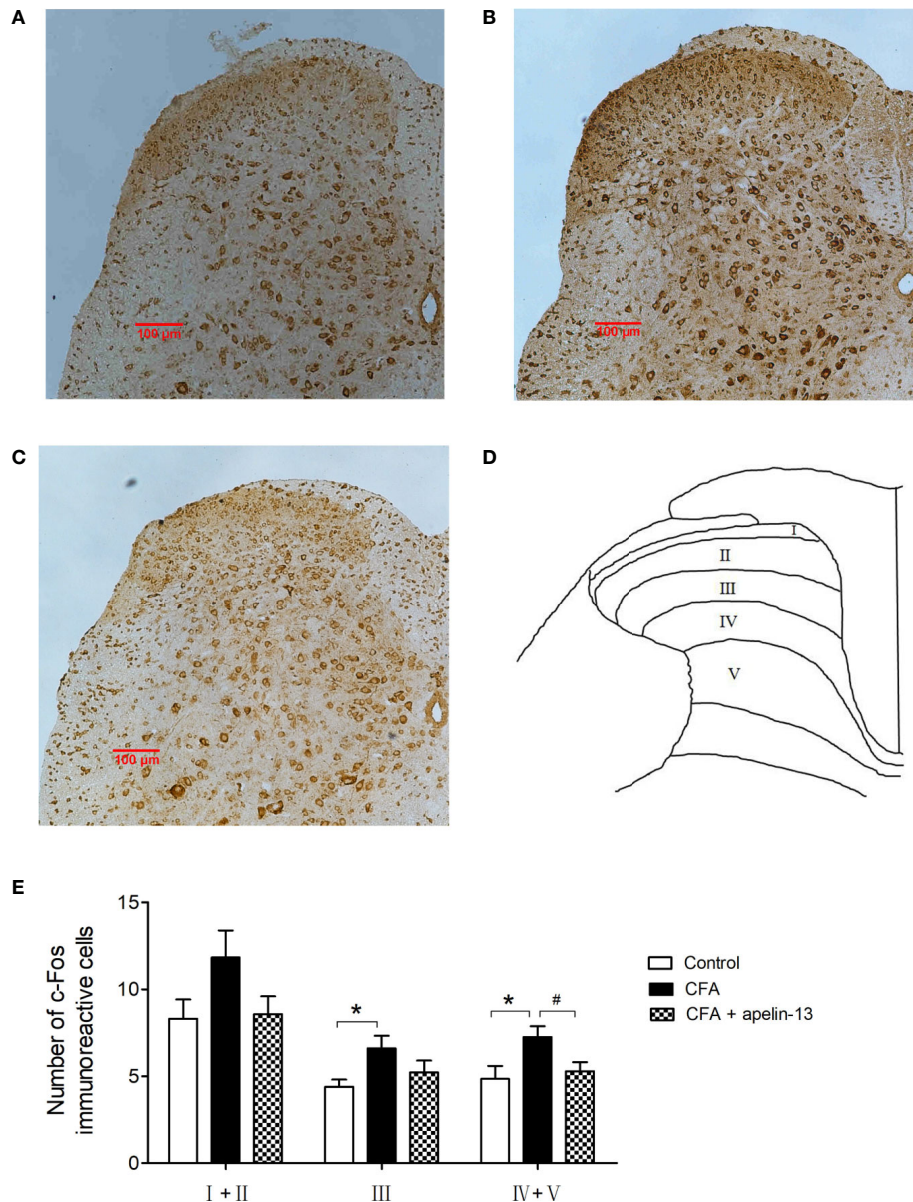 A
B
100 µm
100 µm
C
D
100 µm
I
II
III
IV
V
E
Number of c-Fos
immunoreactive cells
15
10
5
0
*
*
#
I + II
III
IV + V
Control
CFA
CFA + apelin-13